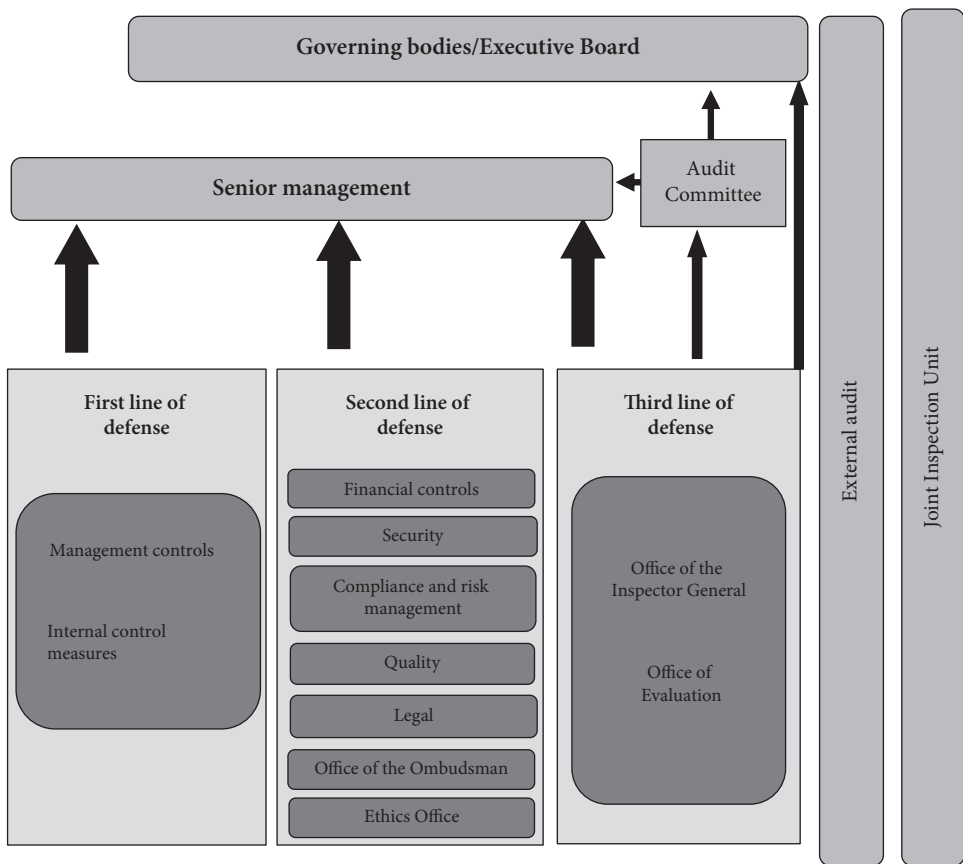 Governing bodies/Executive Board
Senior management
Audit
Committee
First line of
defense
Management controls
Internal control
measures
Second line of
defense
Financial controls
Security
Compliance and risk
management
Quality
Legal
Office of the Ombudsman
Ethics Office
Third line of
defense
Office of the
Inspector General
Office of
Evaluation
External audit
Joint Inspection Unit